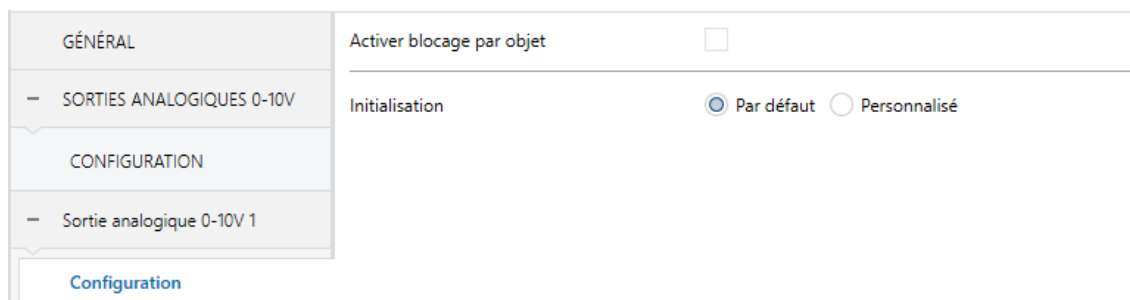 GÉNÉRAL
Activer blocage par objet
SORTIES ANALOGIQUES 0-10V
Initialisation
Par défaut
Personnalisé
CONFIGURATION
Sortie analogique 0-10V 1
Configuration